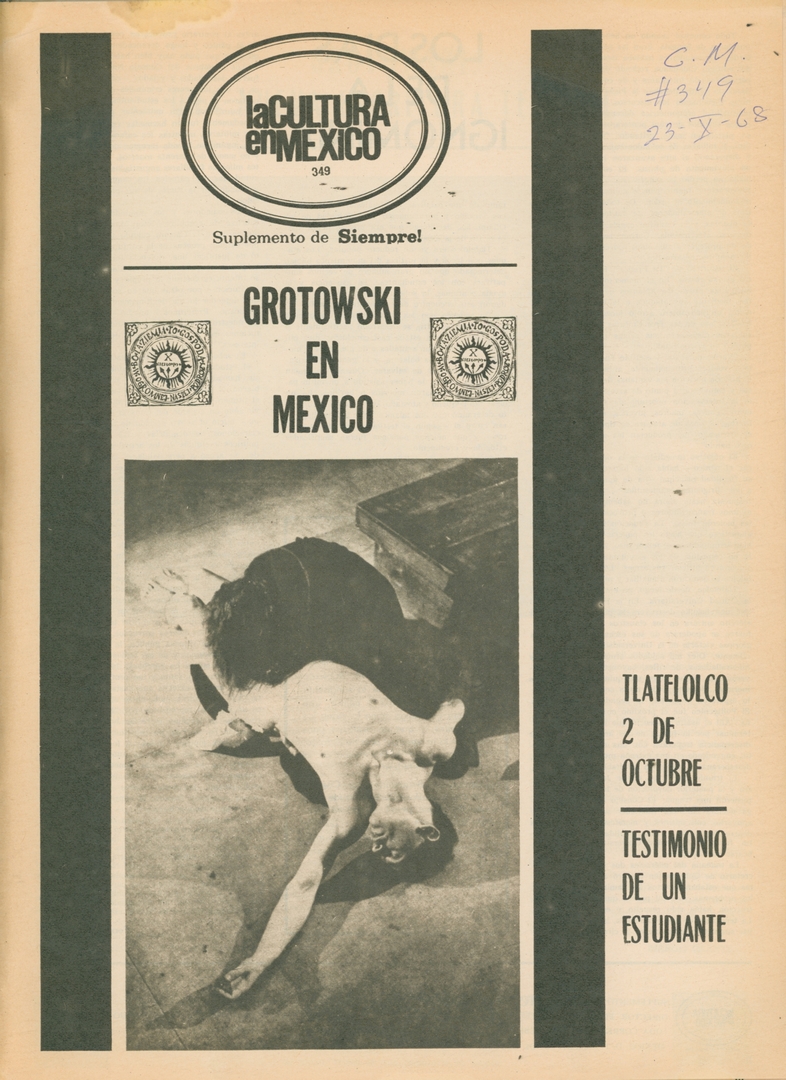 laCULTURA
enMEXICO
349
Suplemento de Siempre!
C. M.
#349
23-X-68
GROTOWSKI
EN
MEXICO
TLATELOLCO
2 DE
OCTUBRE
TESTIMONIO
DE UN
ESTUDIANTE